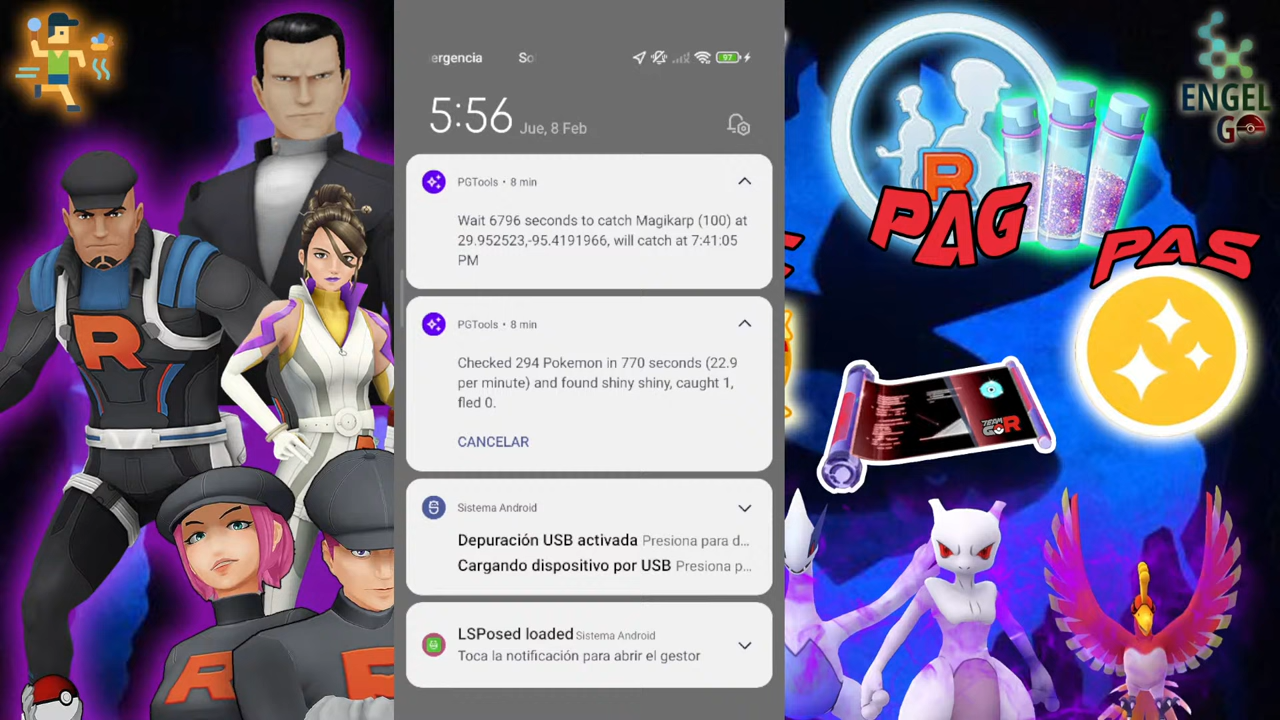 ergencia So
97
5:56 Jue, 8 Feb
PGTools • 8 min
Wait 6796 seconds to catch Magikarp (100) at
29.952523,-95.4191966, will catch at 7:41:05
PM
PGTools • 8 min
Checked 294 Pokemon in 770 seconds (22.9
per minute) and found shiny shiny, caught 1,
fled 0.
CANCELAR
Sistema Android
Depuración USB activada Presiona para d...
Cargando dispositivo por USB Presiona p...
LSPosed loaded Sistema Android
Toca la notificación para abrir el gestor
R
R
R
ENGEL
GO
R
PAG
PAS
TEAM
GO R